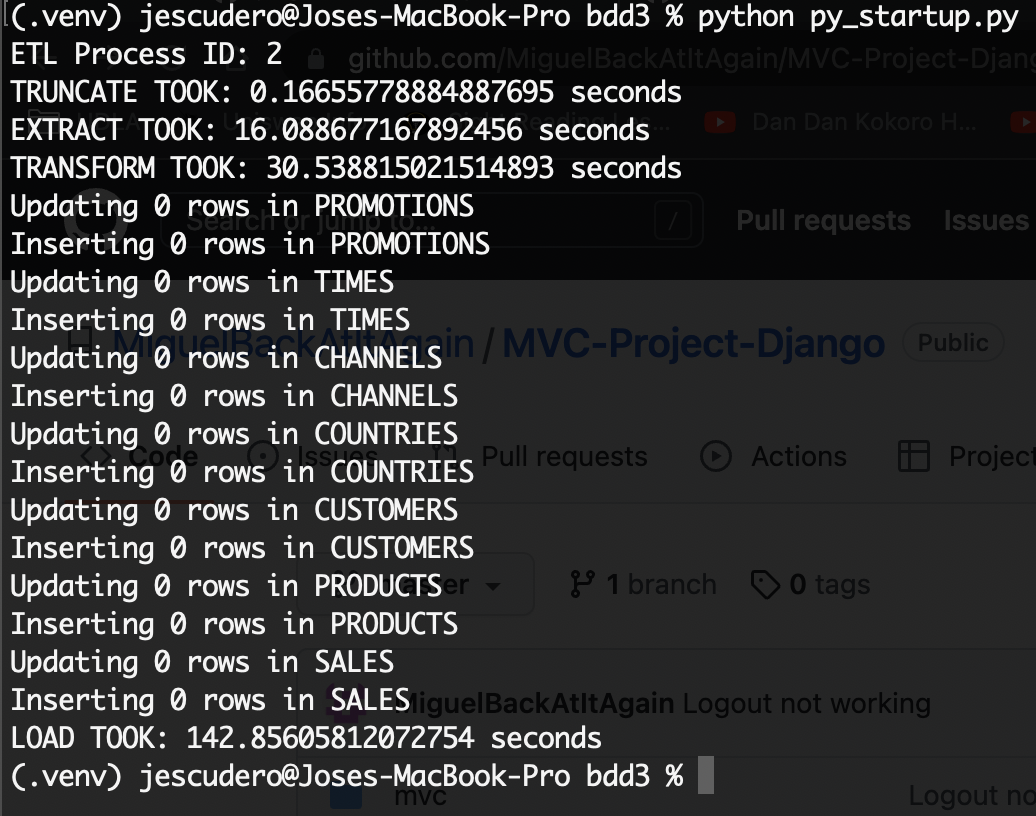 (.venv) jescudero@Joses-MacBook-Pro bdd3 % python py_startup.py
ETL Process ID: 2
github.com/MiguelBackAtItAgain/MVC-Project-Djang
TRUNCATE TOOK: 0.16655778884887695 seconds
EXTRACT TOOK: 16.088677167892456 seconds
Dan Dan Kokoro H...
TRANSFORM TOOK: 30.538815021514893 seconds
Updating 0 rows in PROMOTIONS
Search or jump to...
/
Pull requests
Issues
Inserting 0 rows in PROMOTIONS
Updating 0 rows in TIMES
Inserting 0 rows in TIMES
MiguelBackAtItAgain / MVC-Project-Django
Public
Updating 0 rows in CHANNELS
Inserting 0 rows in CHANNELS
Updating 0 rows in COUNTRIES
Code
Issues
Pull requests
Actions
Project
Inserting 0 rows in COUNTRIES
Updating 0 rows in CUSTOMERS
Inserting 0 rows in CUSTOMERS
Updating 0 rows in PRODUCTS
master
1 branch
0 tags
Inserting 0 rows in PRODUCTS
Updating 0 rows in SALES
Inserting 0 rows in SALES
MiguelBackAtItAgain Logout not working
LOAD TOOK: 142.85605812072754 seconds
(.venv) jescudero@Joses-MacBook-Pro bdd3 %
mvc
Logout no